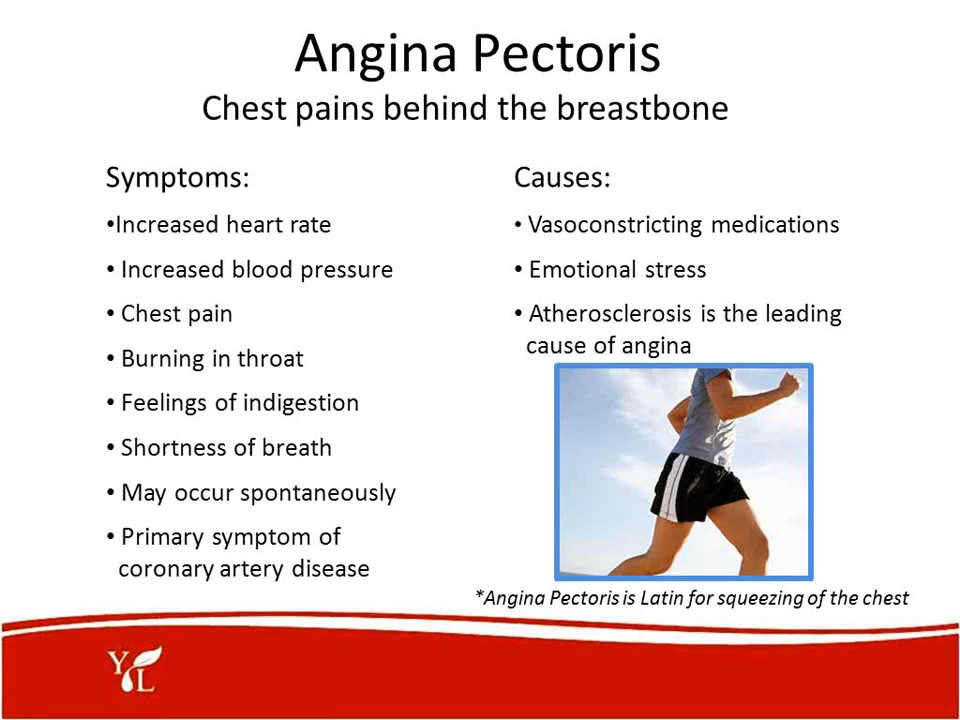 Angina Pectoris
Chest pains behind the breastbone
Symptoms:
•Increased heart rate
• Increased blood pressure
• Chest pain
• Burning in throat
• Feelings of indigestion
• Shortness of breath
• May occur spontaneously
• Primary symptom of
coronary artery disease
Causes:
• Vasoconstricting medications
• Emotional stress
• Atherosclerosis is the leading
cause of angina
*Angina Pectoris is Latin for squeezing of the chest
Y L